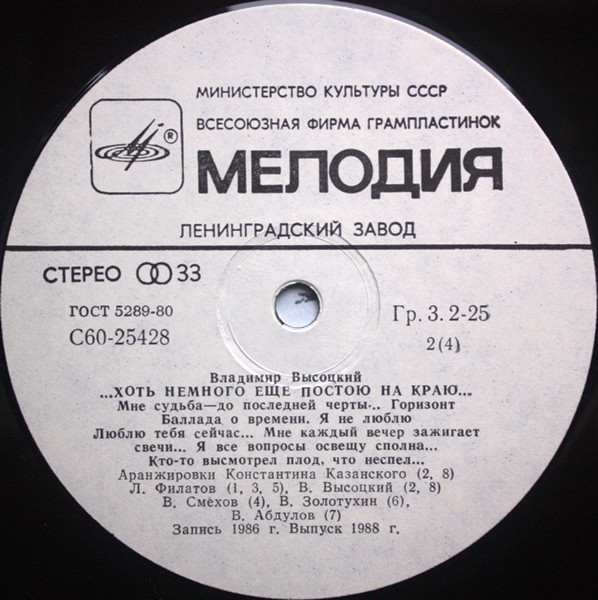 МИНИСТЕРСТВО КУЛЬТУРЫ СССР
ВСЕСОЮЗНАЯ ФИРМА ГРАМПЛАСТИНОК
®
МЕЛОДИЯ
ЛЕНИНГРАДСКИЙ ЗАВОД
СТЕРЕО 33
ГОСТ 5289-80
Гр. 3. 2-25
С60-25428
2(4)
Владимир Высоцкий
...ХОТЬ НЕМНОГО ЕЩЕ ПОСТОЮ НА КРАЮ...
Мне судьба—до последней черты... Горизонт
Баллада о времени. Я не люблю
Люблю тебя сейчас... Мне каждый вечер зажигает
свечи... Я все вопросы освещу сполна...
Кто-то высмотрел плод, что неспел...
Аранжировки Константина Казанского (2, 8)
Л. Филатов (1, 3, 5), В. Высоцкий (2, 8)
В. Смехов (4), В. Золотухин (6),
В. Абдулов (7)
Запись 1986 г. Выпуск 1988 г.